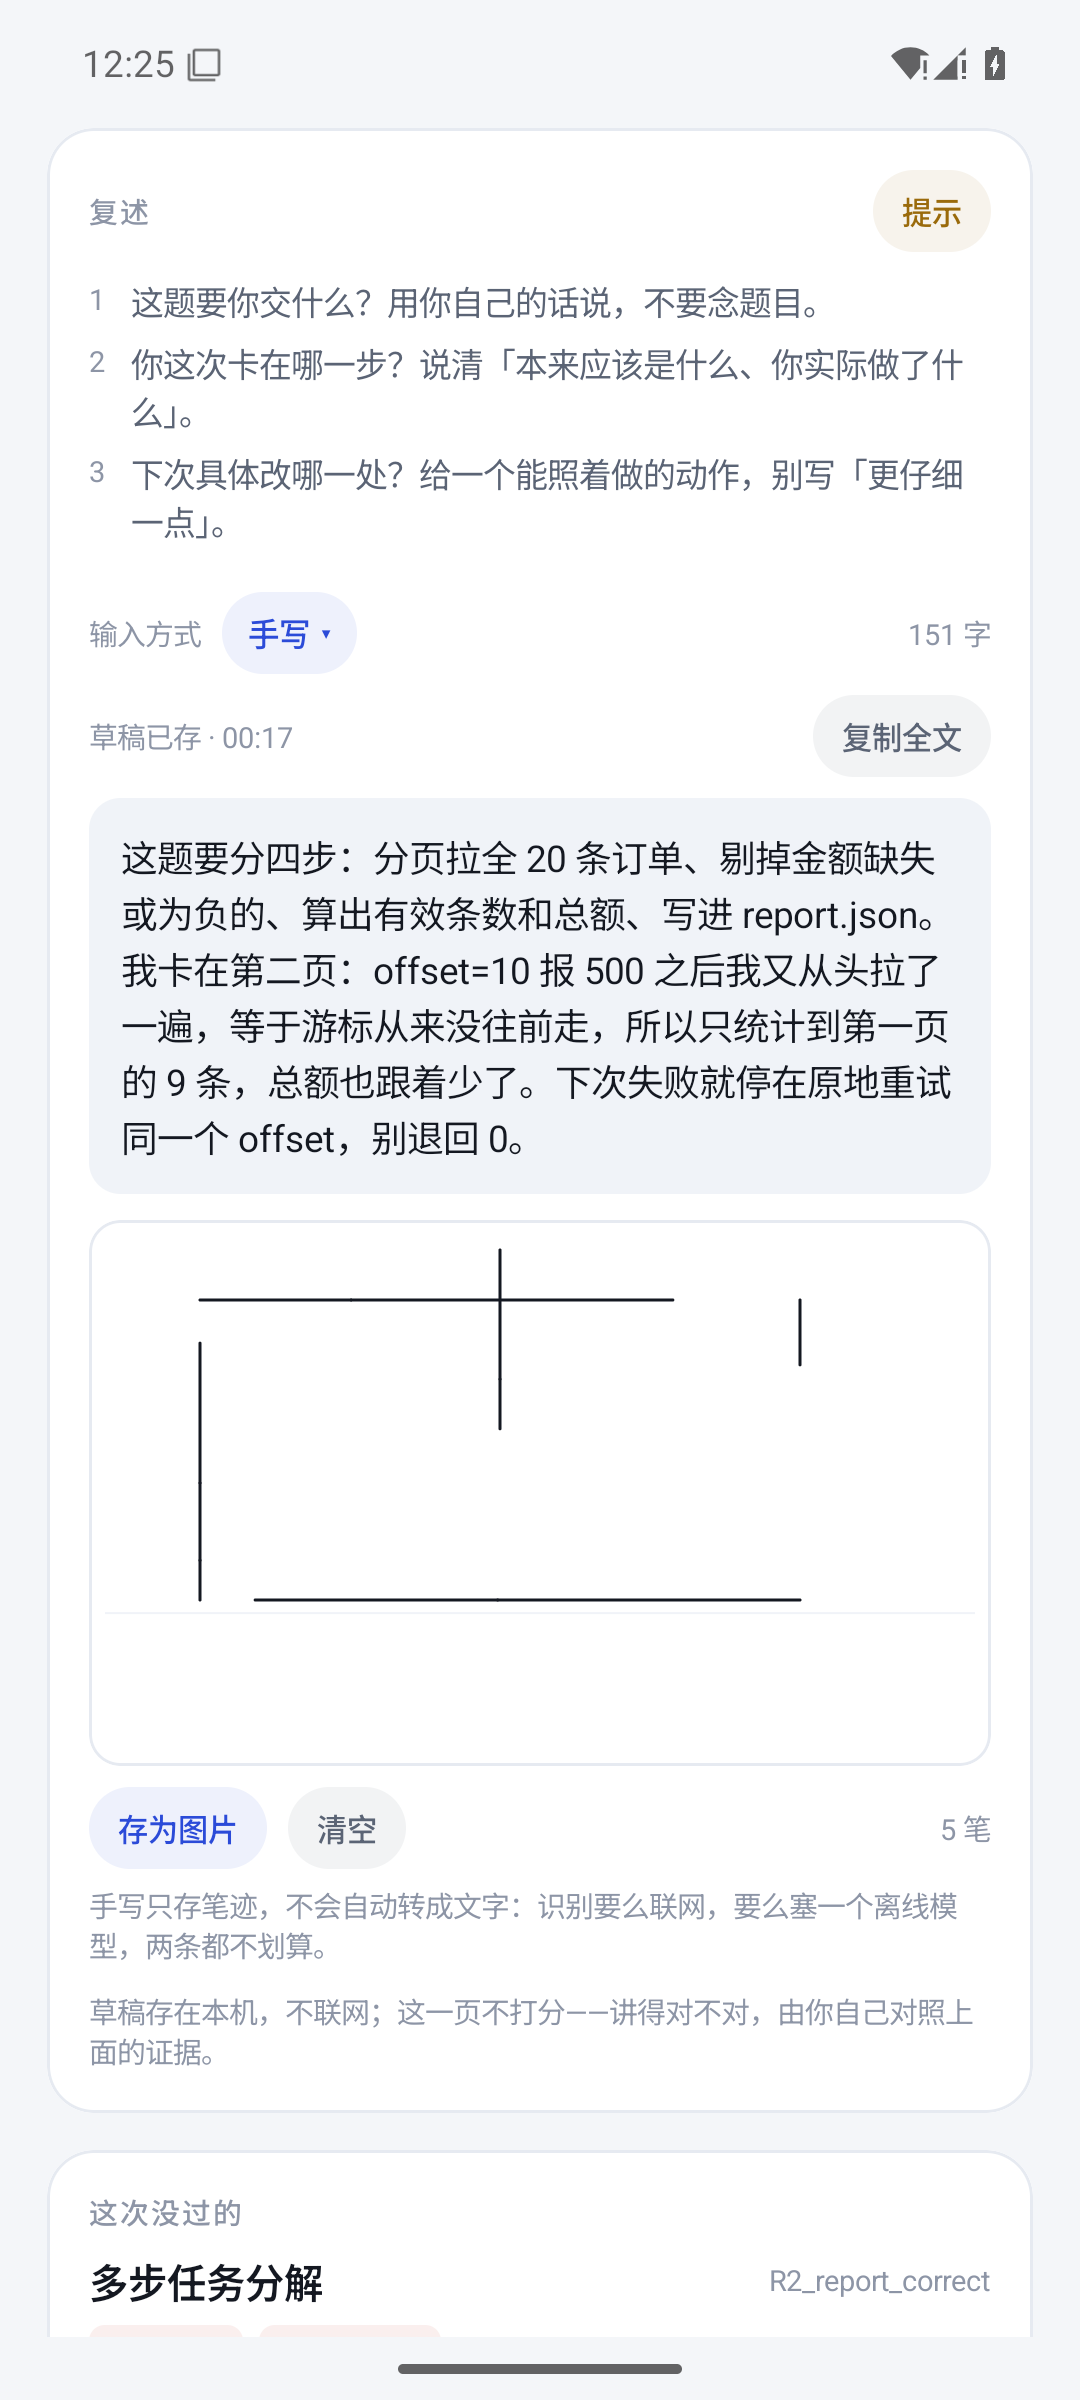 12:25
复述
提示
1 这题要你交什么？用你自己的话说，不要念题目。
2 你这次卡在哪一步？说清「本来应该是什么、你实际做了什
么」。
3 下次具体改哪一处？给一个能照着做的动作，别写「更仔细
一点」。
输入方式 手写 ▾ 151 字
草稿已存 · 00:17 复制全文
这题要分四步：分页拉全 20 条订单、剔掉金额缺失
或为负的、算出有效条数和总额、写进 report.json。
我卡在第二页：offset=10 报 500 之后我又从头拉了
一遍，等于游标从来没往前走，所以只统计到第一页
的 9 条，总额也跟着少了。下次失败就停在原地重试
同一个 offset，别退回 0。
存为图片 清空 5 笔
手写只存笔迹，不会自动转成文字：识别要么联网，要么塞一个离线模
型，两条都不划算。
草稿存在本机，不联网；这一页不打分——讲得对不对，由你自己对照上
面的证据。
这次没过的
多步任务分解 R2_report_correct